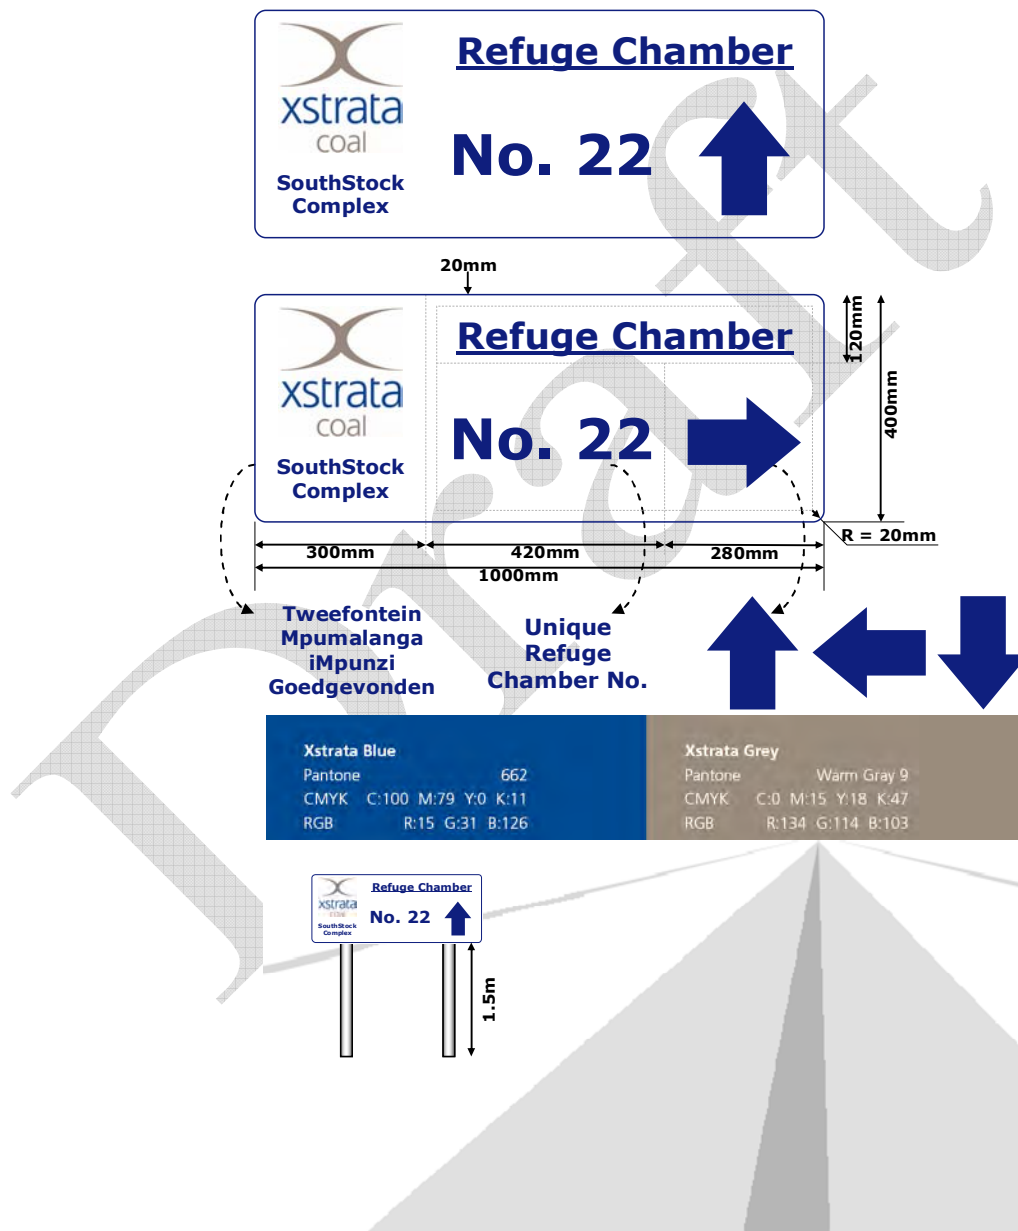 xstrata
coal
SouthStock
Complex
Refuge Chamber
No. 22
20mm
xstrata
coal
SouthStock
Complex
Refuge Chamber
No. 22
120mm
400mm
R = 20mm
300mm
420mm
280mm
1000mm
Tweefontein
Mpumalanga
iMpunzi
Goedgevonden
Unique
Refuge
Chamber No.
Xstrata Blue
Pantone 662
CMYK C:100 M:79 Y:0 K:11
RGB R:15 G:31 B:126
Xstrata Grey
Pantone Warm Gray 9
CMYK C:0 M:15 Y:18 K:47
RGB R:134 G:114 B:103
xstrata
coal
SouthStock
Complex
Refuge Chamber
No. 22
1.5m
Draft